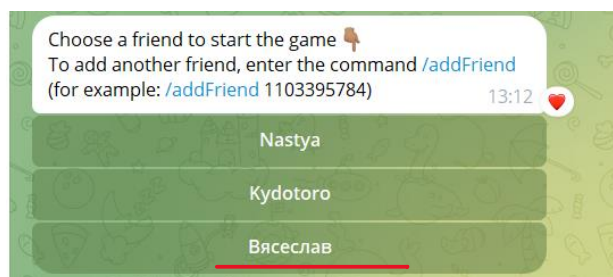 Choose a friend to start the game
To add another friend, enter the command /addFriend
(for example: /addFriend 1103395784)
13:12
Nastya
Kydotoro
Вясеслав